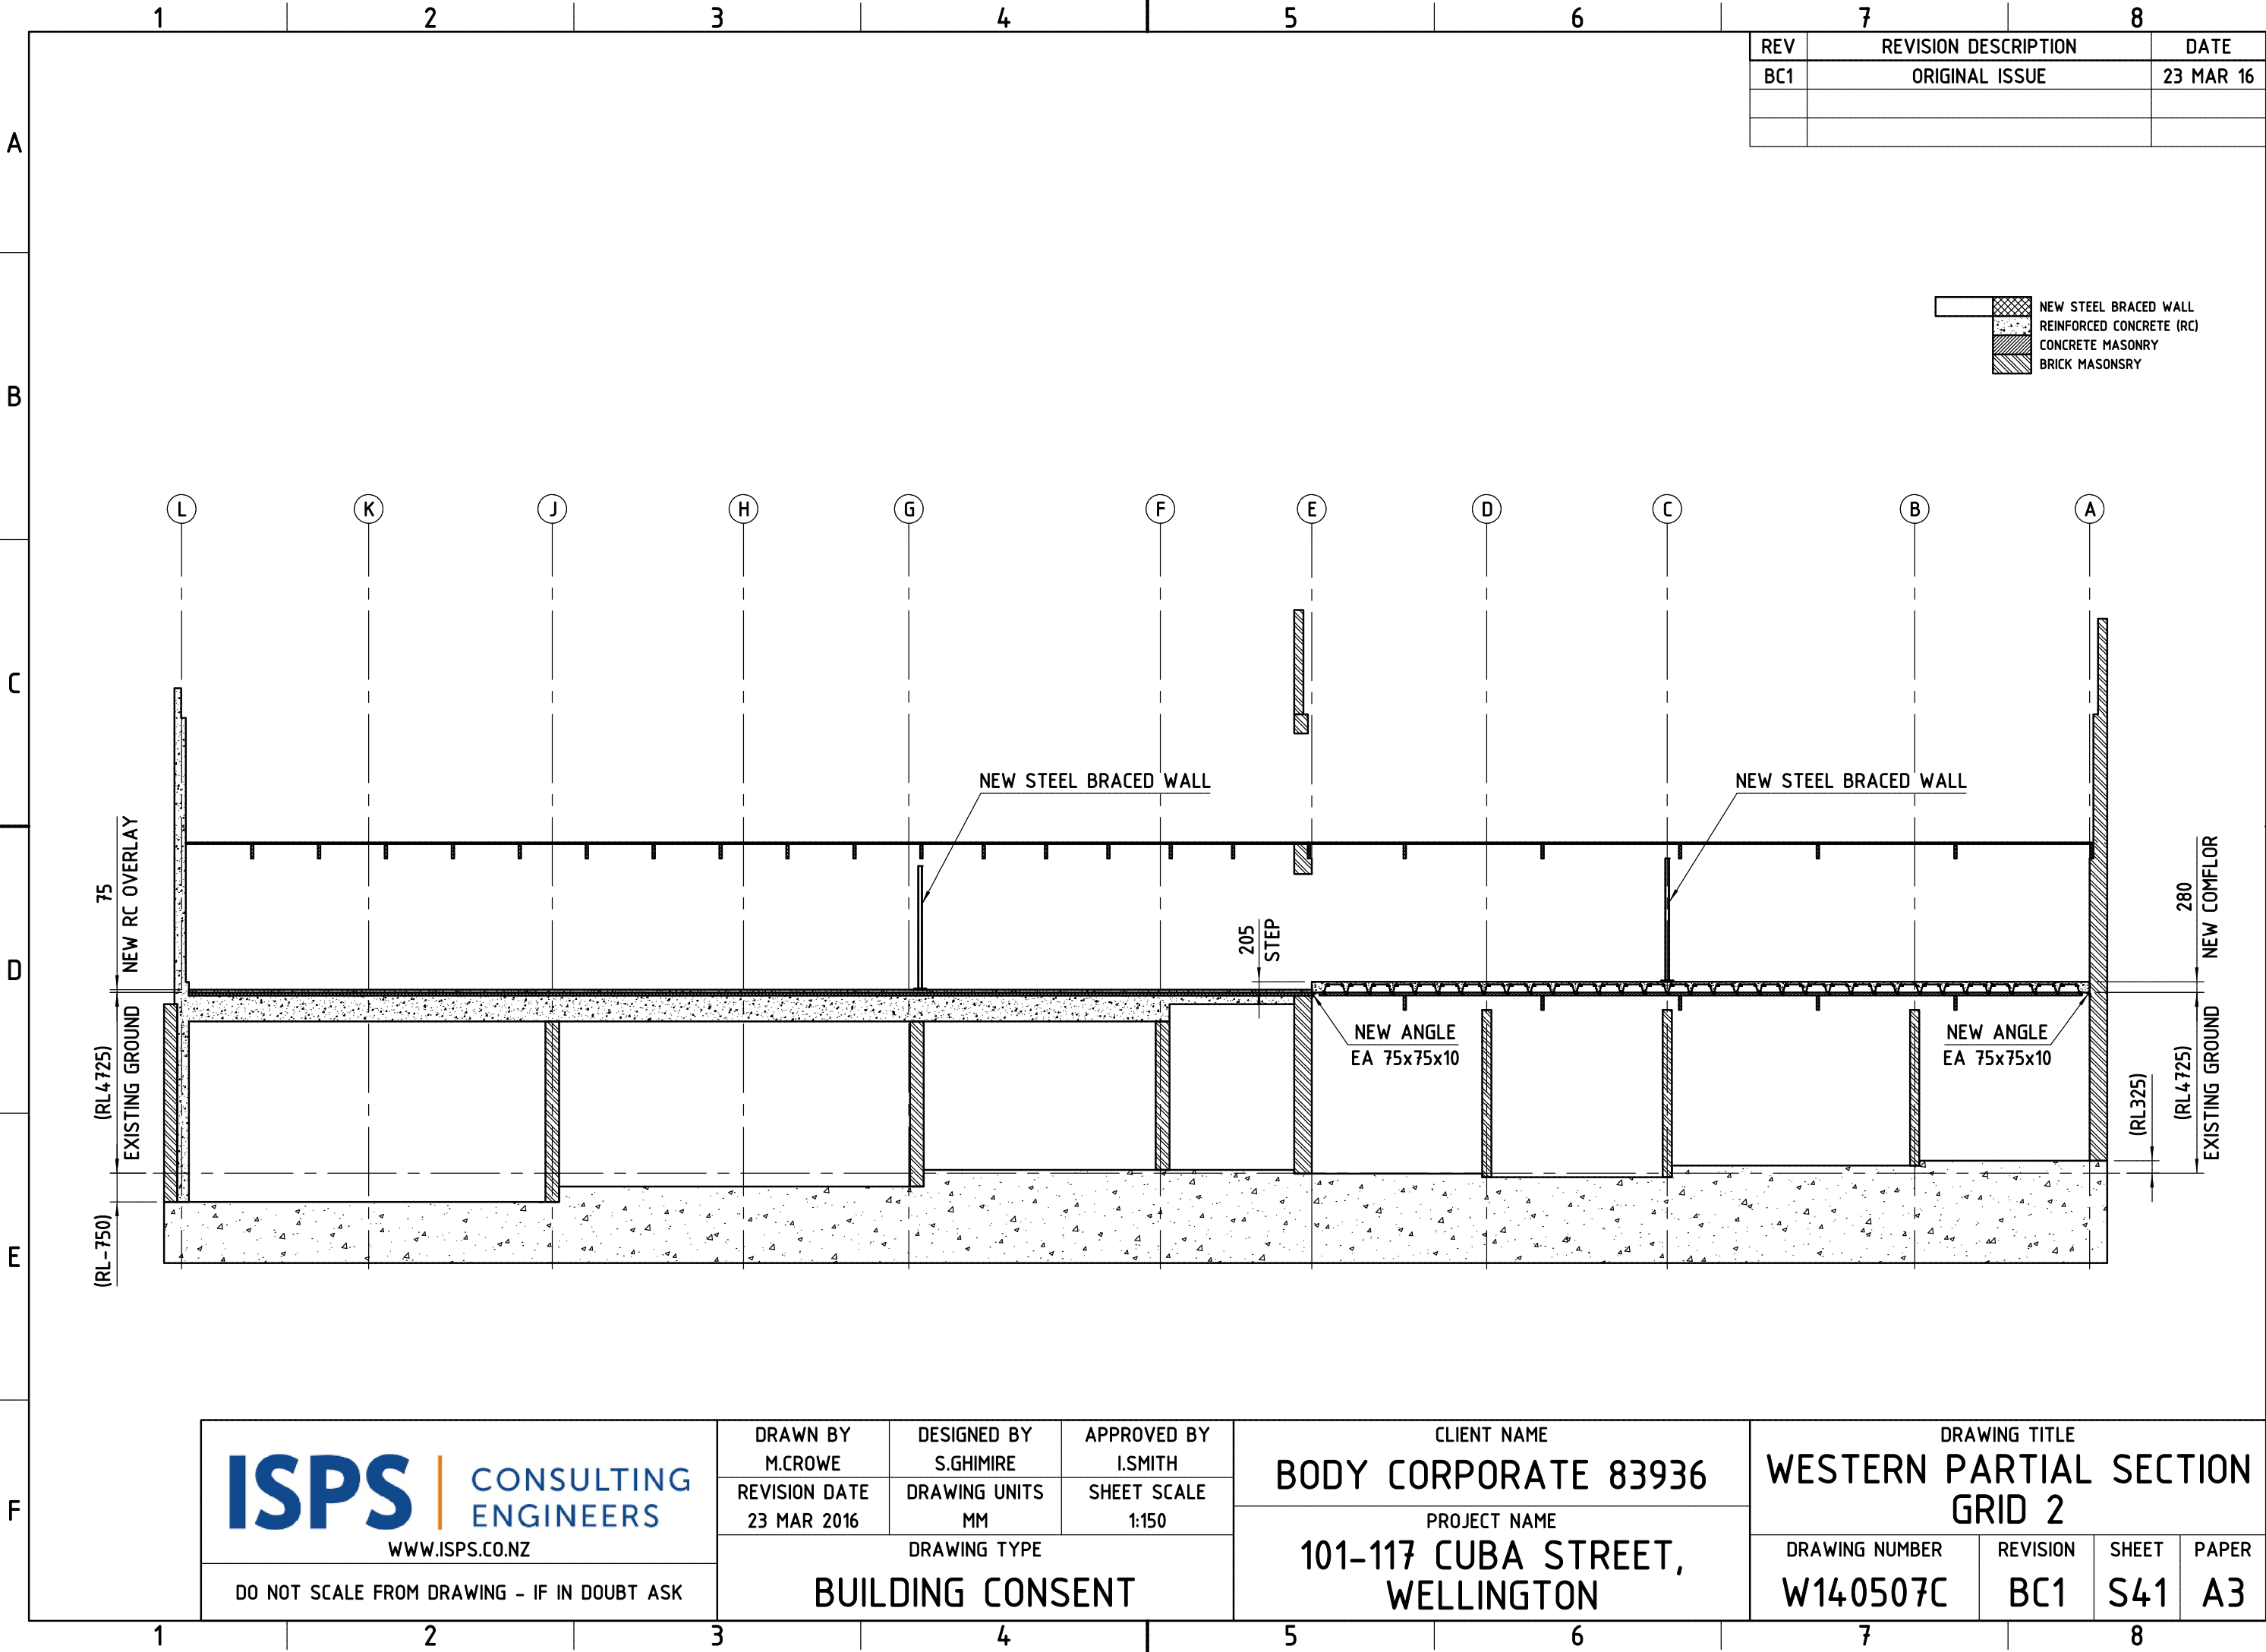 1 2 3 4 5 6 7 8
REV REVISION DESCRIPTION DATE
BC1 ORIGINAL ISSUE 23 MAR 16
A
B
C
D
E
F
NEW STEEL BRACED WALL
REINFORCED CONCRETE (RC)
CONCRETE MASONRY
BRICK MASONSRY
L K J H G F E D C B A
NEW STEEL BRACED WALL
NEW STEEL BRACED WALL
75
NEW RC OVERLAY
(RL4725)
EXISTING GROUND
(RL-750)
205
STEP
NEW ANGLE
EA 75x75x10
NEW ANGLE
EA 75x75x10
280
NEW COMFLOR
(RL4725)
EXISTING GROUND
(RL325)
ISPS CONSULTING
ENGINEERS
WWW.ISPS.CO.NZ
DO NOT SCALE FROM DRAWING - IF IN DOUBT ASK
DRAWN BY
M.CROWE
DESIGNED BY
S.GHIMIRE
APPROVED BY
I.SMITH
REVISION DATE
23 MAR 2016
DRAWING UNITS
MM
SHEET SCALE
1:150
DRAWING TYPE
BUILDING CONSENT
CLIENT NAME
BODY CORPORATE 83936
PROJECT NAME
101-117 CUBA STREET,
WELLINGTON
DRAWING TITLE
WESTERN PARTIAL SECTION
GRID 2
DRAWING NUMBER
W140507C
REVISION
BC1
SHEET
S41
PAPER
A3
1 2 3 4 5 6 7 8